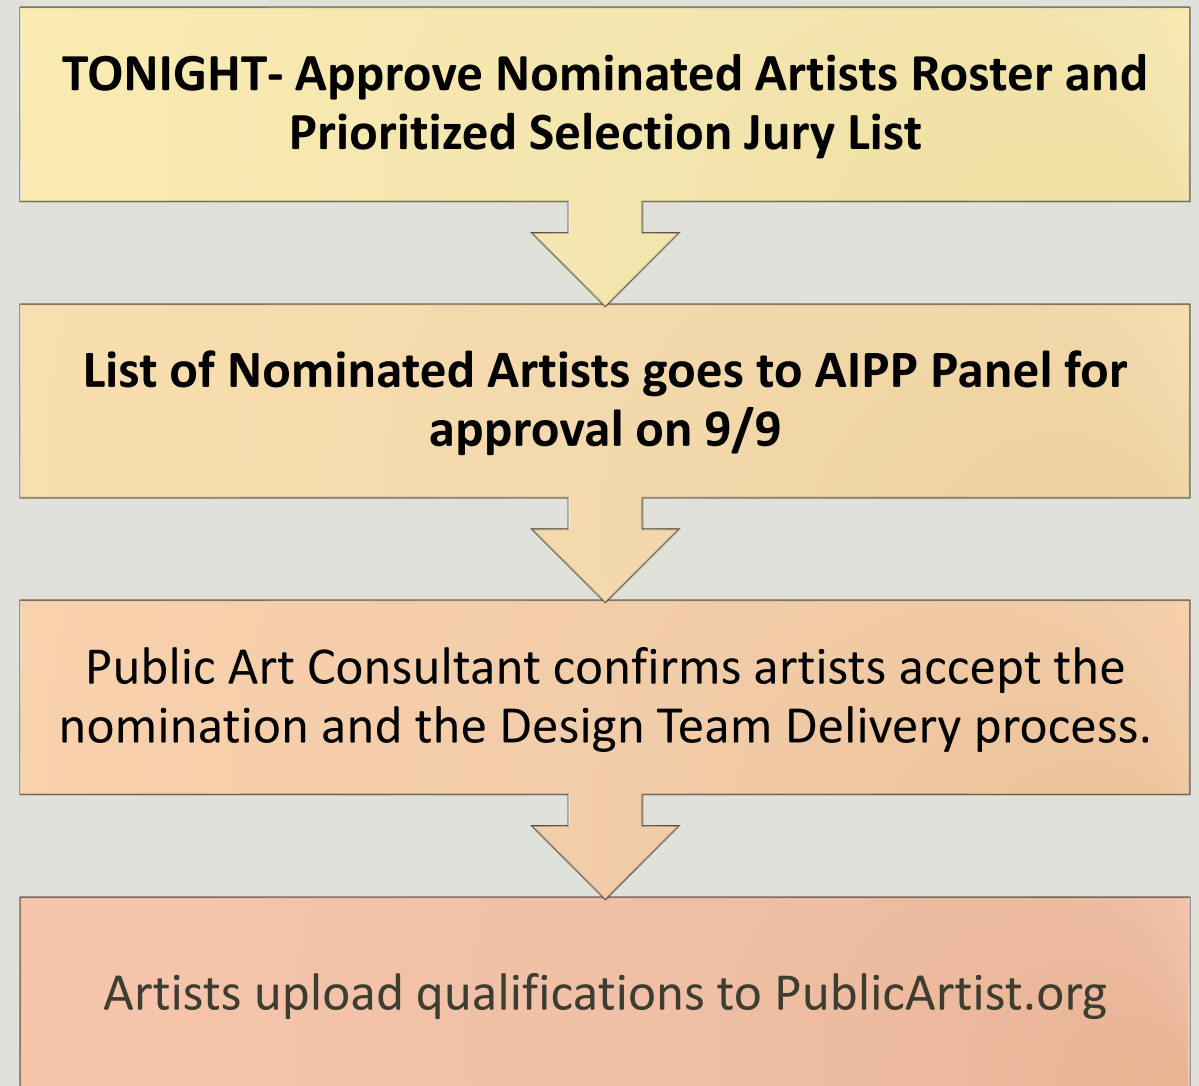 TONIGHT- Approve Nominated Artists Roster and
Prioritized Selection Jury List
List of Nominated Artists goes to AIPP Panel for
approval on 9/9
Public Art Consultant confirms artists accept the
nomination and the Design Team Delivery process.
Artists upload qualifications to PublicArtist.org